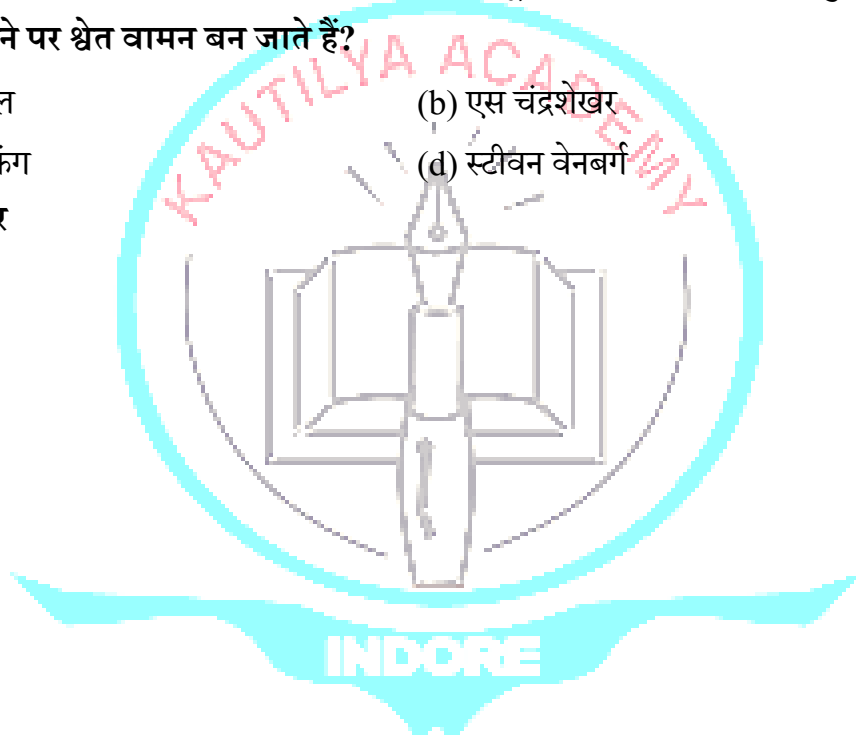 ने पर श्वेत वामन बन जाते हैं?
KAUTILYA ACADEMY
(b) एस चंद्रशेखर
(d) स्टीवन वेनबर्ग
INDORE